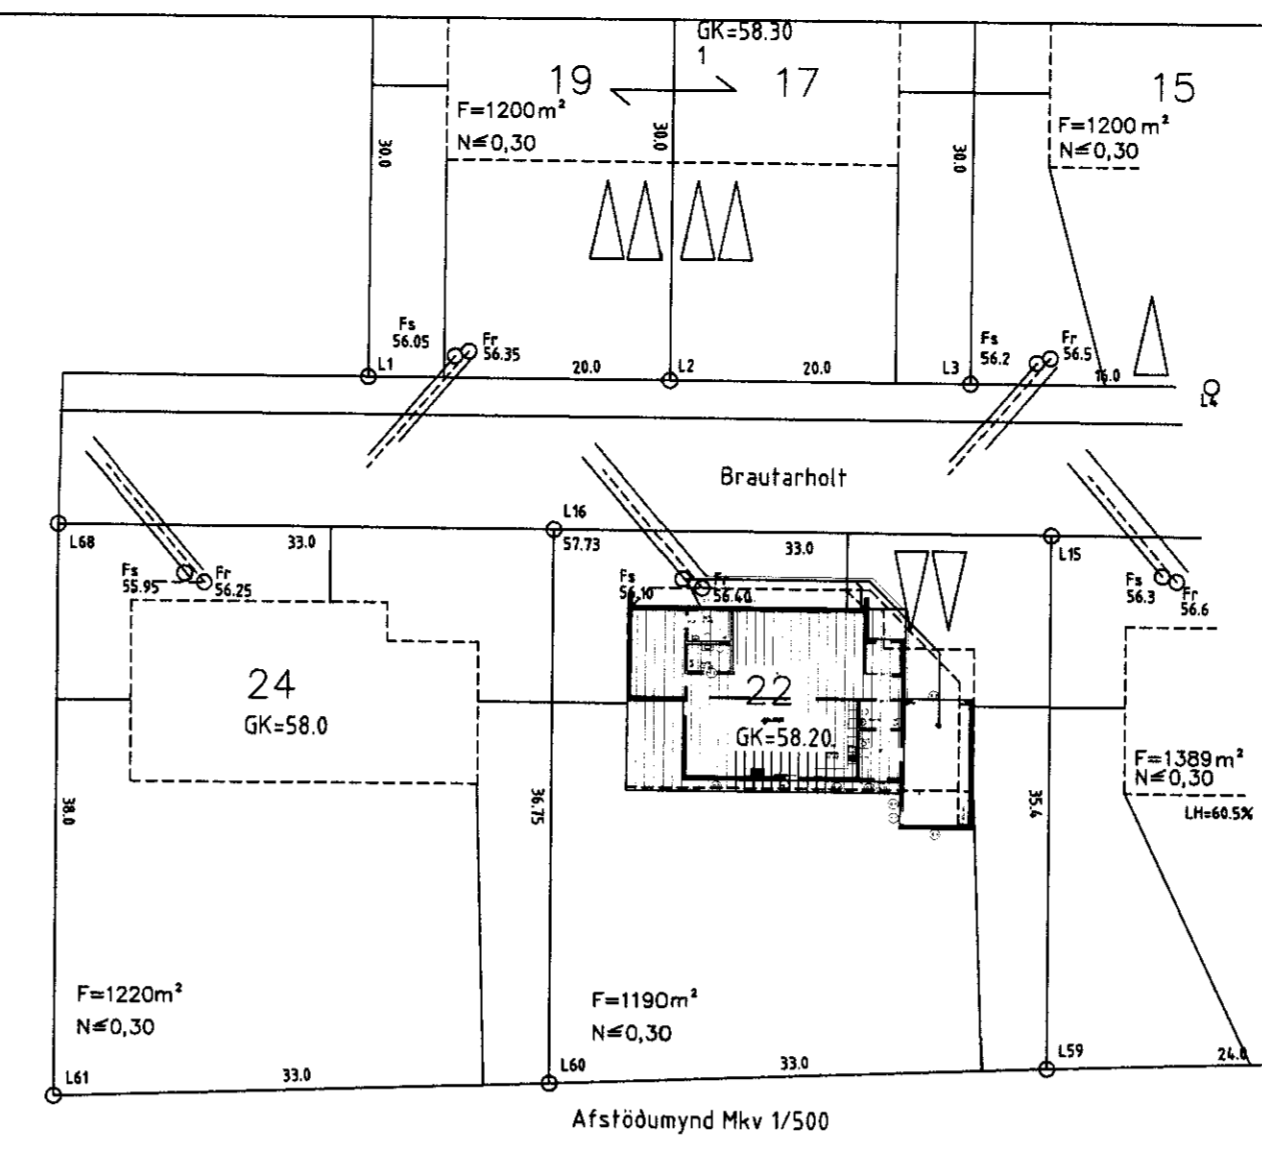 GK=58.30
1
19
17
15
F=1200m²
N≤0,30
F=1200m²
N≤0,30
30.0
30.0
30.0
Fs
56.05
Fr
56.35
Fs
56.2
Fr
56.5
L1
20.0
L2
20.0
L3
16.0
L4
Brautarholt
L68
33.0
L16
57.73
33.0
L15
Fs
55.95
Fr
56.25
Fs
56.10
Fr
56.40
Fs
56.3
Fr
56.6
24
GK=58.0
22
GK=58.20
F=1389m²
N≤0,30
LH=60.5%
38.0
36.75
35.4
F=1220m²
N≤0,30
F=1190m²
N≤0,30
L61
33.0
L60
33.0
L59
24.0
Afstöðumynd Mkv 1/500